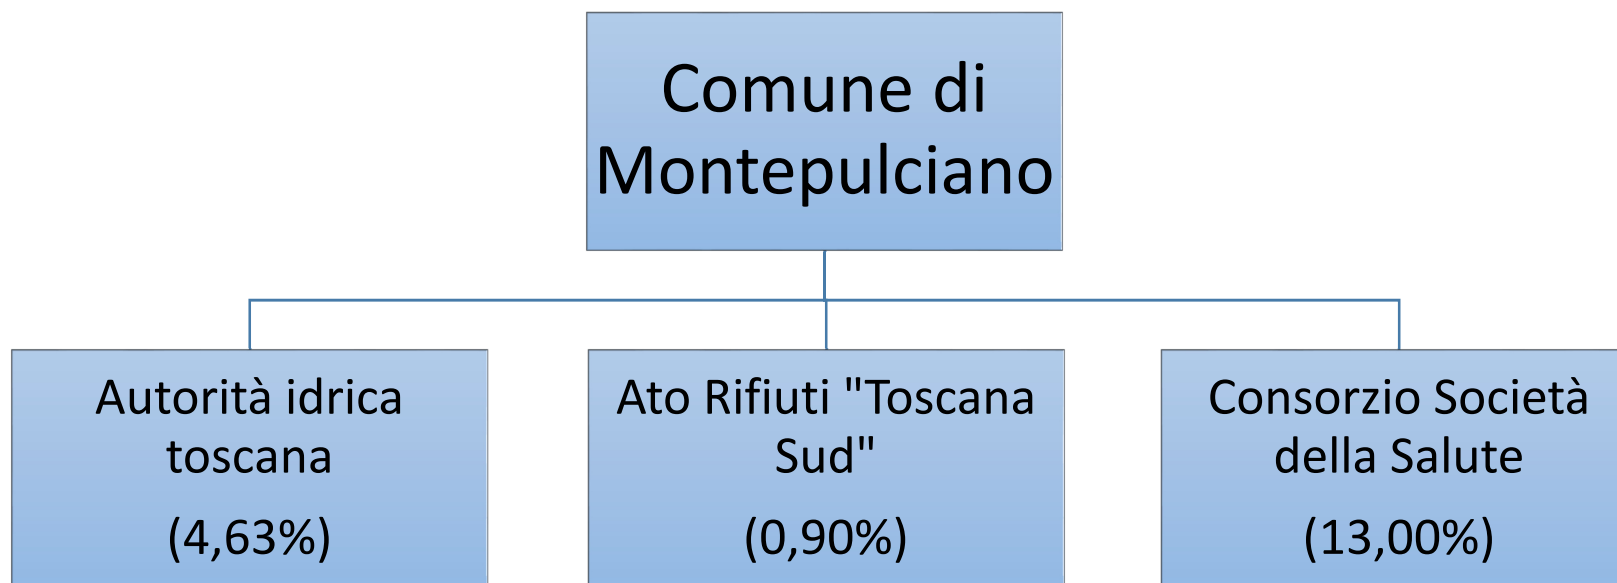 Comune di
Montepulciano
Autorità idrica
toscana
(4,63%)
Ato Rifiuti "Toscana
Sud"
(0,90%)
Consorzio Società
della Salute
(13,00%)